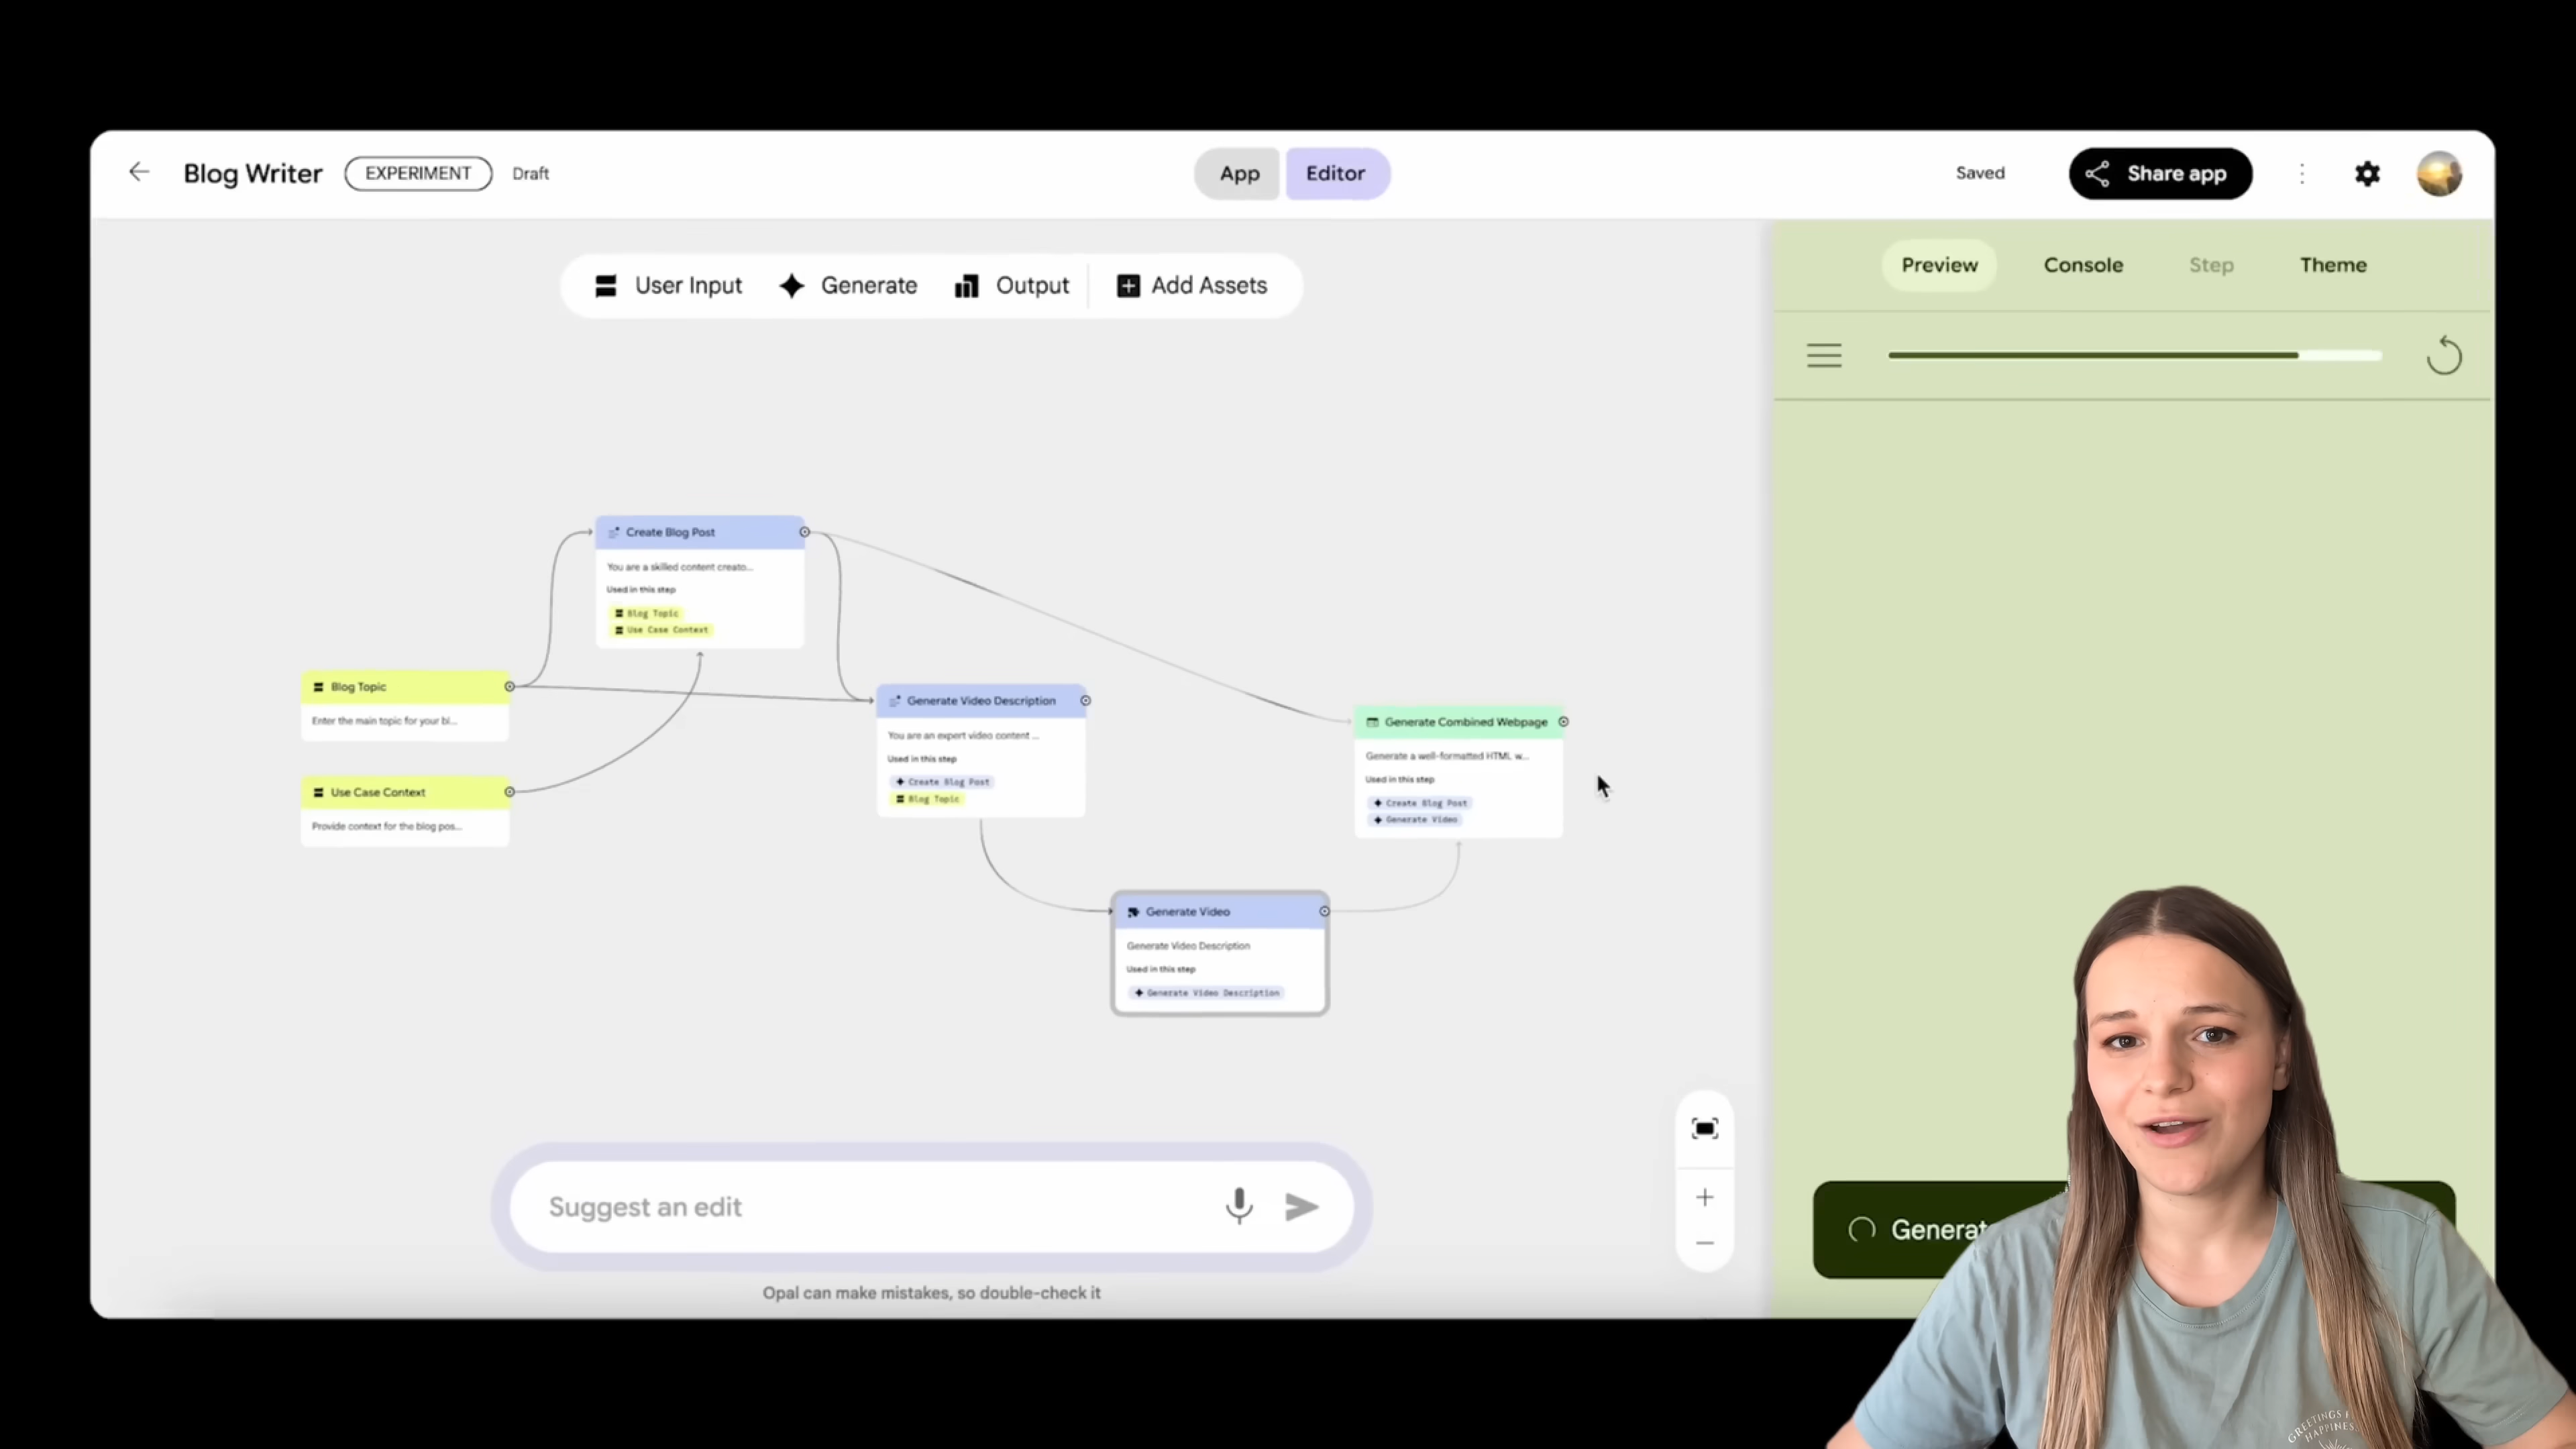 Blog Writer
EXPERIMENT
Draft
App
Editor
Saved
Share app
User Input
Generate
Output
Add Assets
Preview
Console
Step
Theme
Create Blog Post
You are a skilled content creato...
Used in this step
Blog Topic
Use Case Context
Blog Topic
Enter the main topic for your bl...
Use Case Context
Provide context for the blog pos...
Generate Video Description
You are an expert video content ...
Used in this step
Create Blog Post
Blog Topic
Generate Combined Webpage
Generate a well-formatted HTML w...
Used in this step
Create Blog Post
Generate Video
Generate Video
Generate Video Description
Used in this step
Generate Video Description
Suggest an edit
Opal can make mistakes, so double-check it
GREETINGS